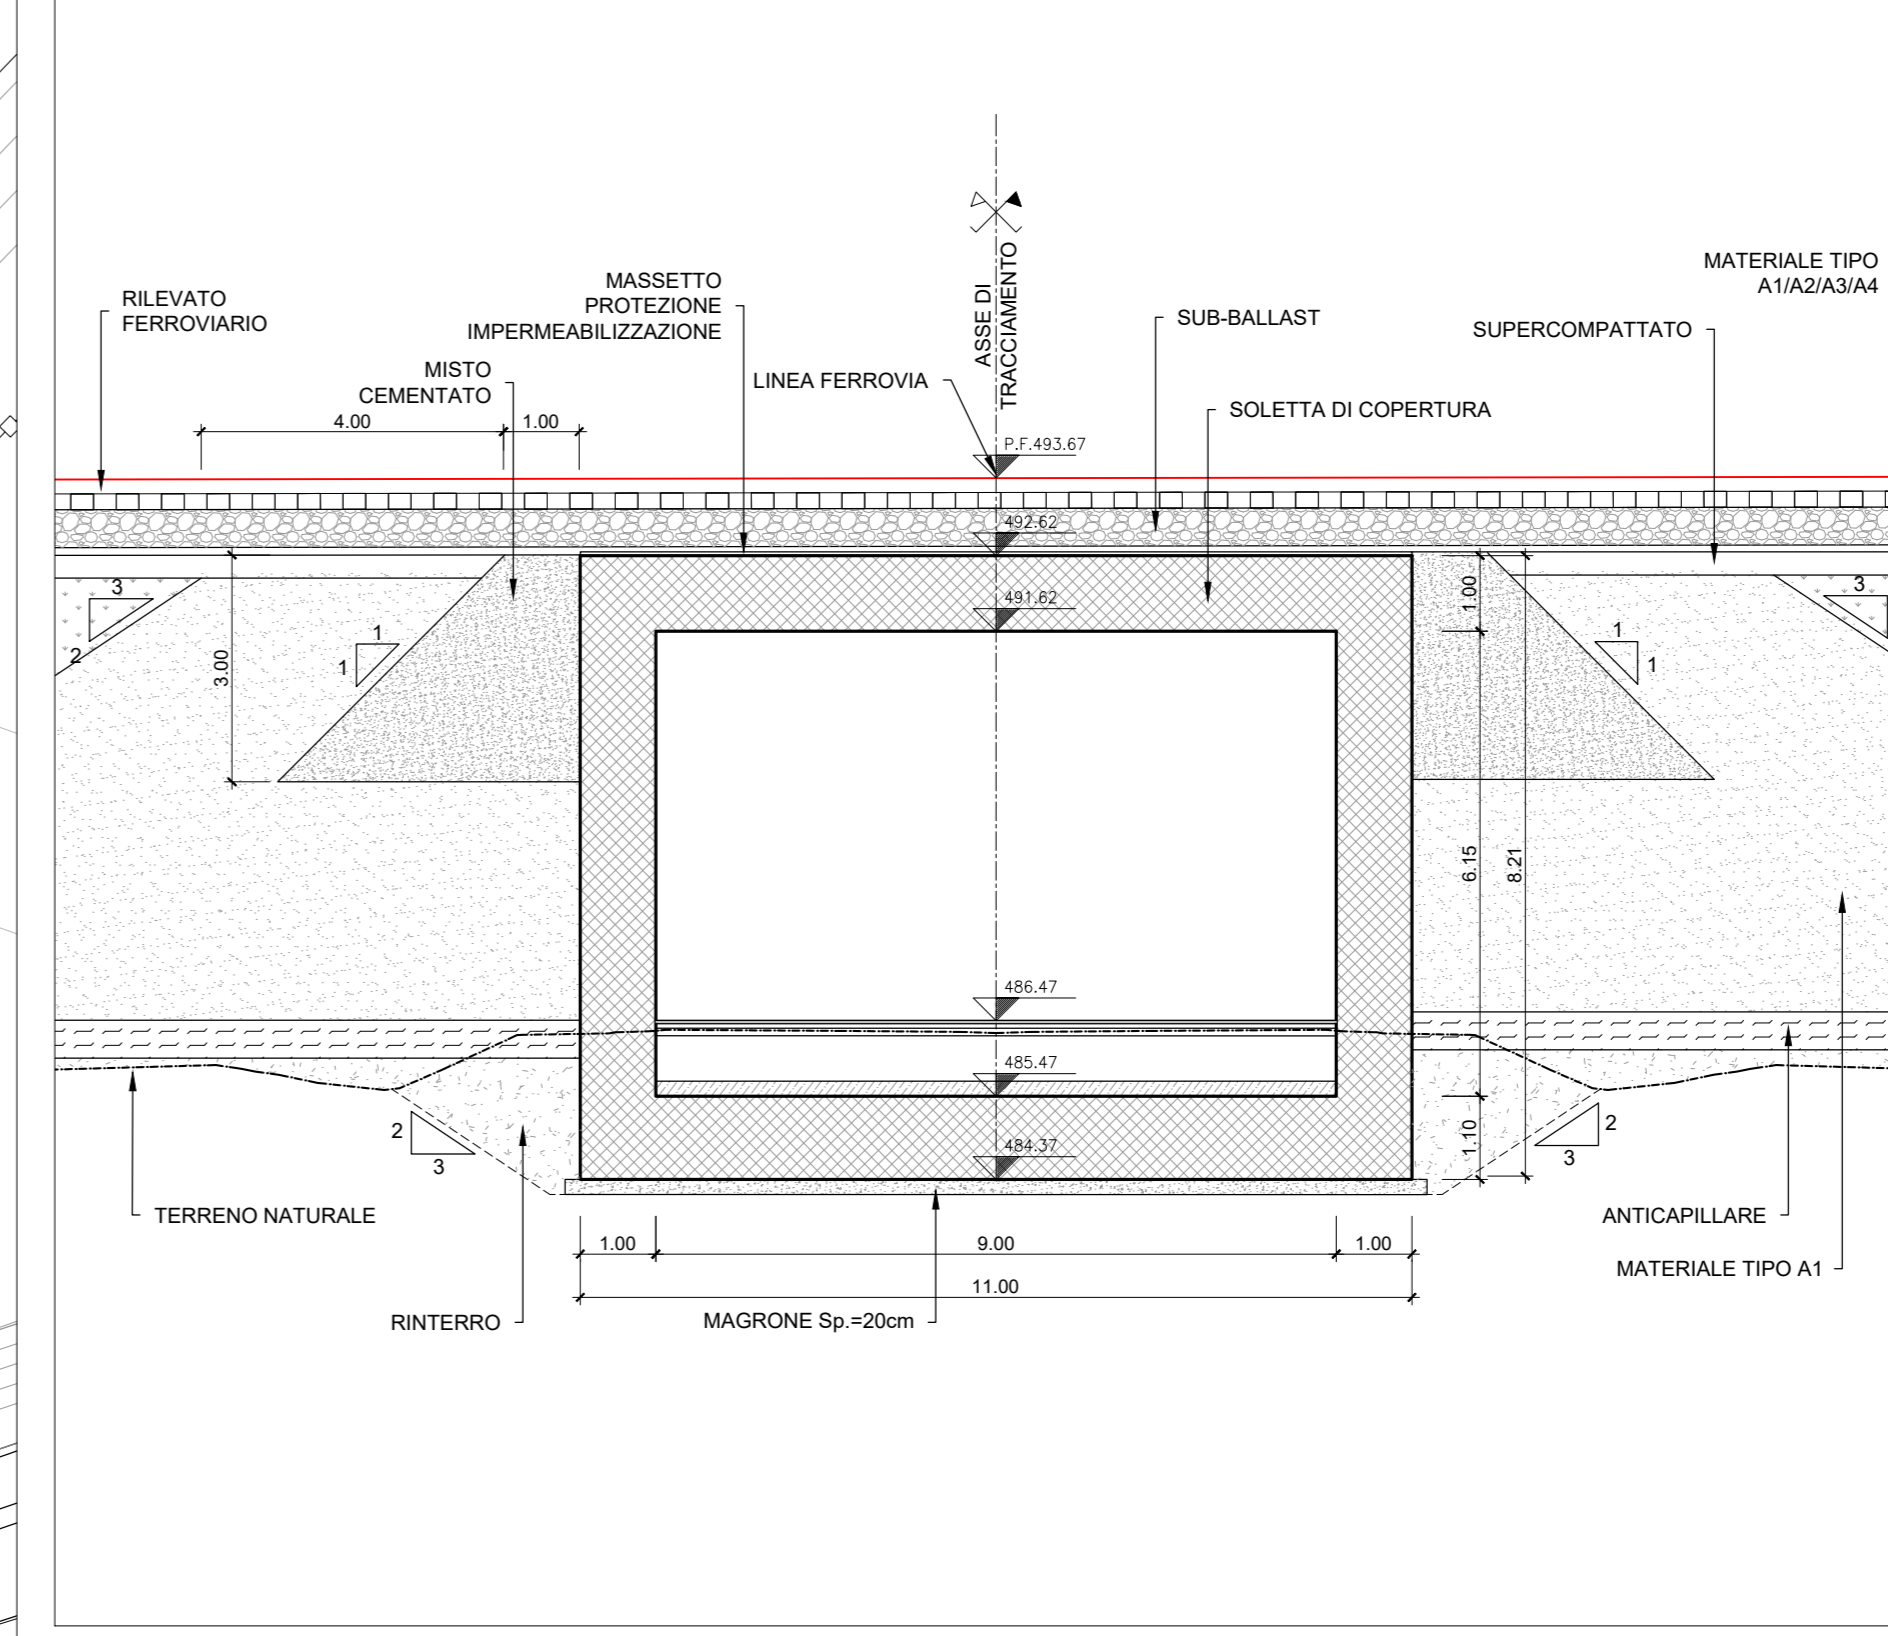 ASSE DI
TRACCIAMENTO
MATERIALE TIPO
A1/A2/A3/A4
RILEVATO
FERROVIARIO
MASSETTO
PROTEZIONE
IMPERMEABILIZZAZIONE
SUB-BALLAST
SUPERCOMPATTATO
MISTO
CEMENTATO
LINEA FERROVIA
SOLETTA DI COPERTURA
4.00
1.00
P.F.493.67
492.62
491.62
3
2
1
1
3.00
1.00
1
1
3
6.15
8.21
486.47
485.47
484.37
1.10
2
3
2
3
TERRENO NATURALE
ANTICAPILLARE
1.00
9.00
1.00
11.00
MATERIALE TIPO A1
RINTERRO
MAGRONE Sp.=20cm